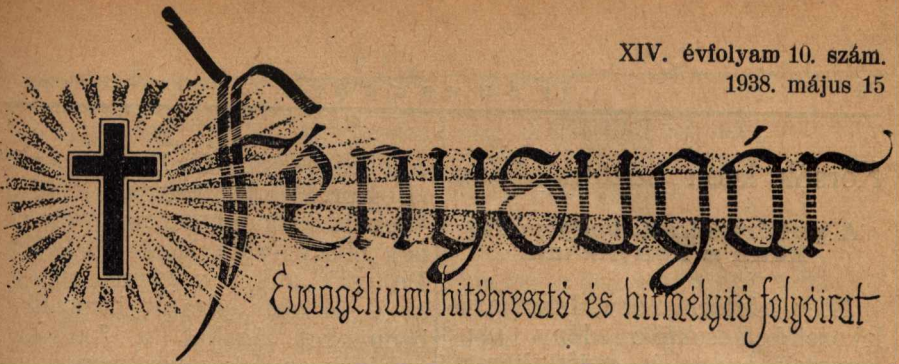 XIV. évfolyam 10. szám.
1938. május 15
Fénysugár
Evangéliumi hitébresztő és hitmélyítő folyóirat